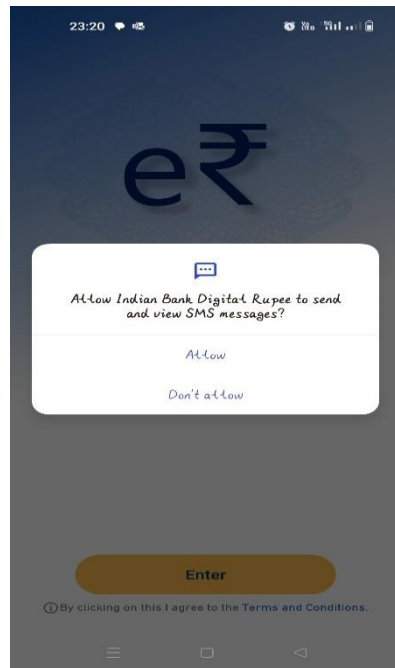 23:20
e₹
Allow Indian Bank Digital Rupee to send
and view SMS messages?
Allow
Don't allow
Enter
By clicking on this I agree to the Terms and Conditions.